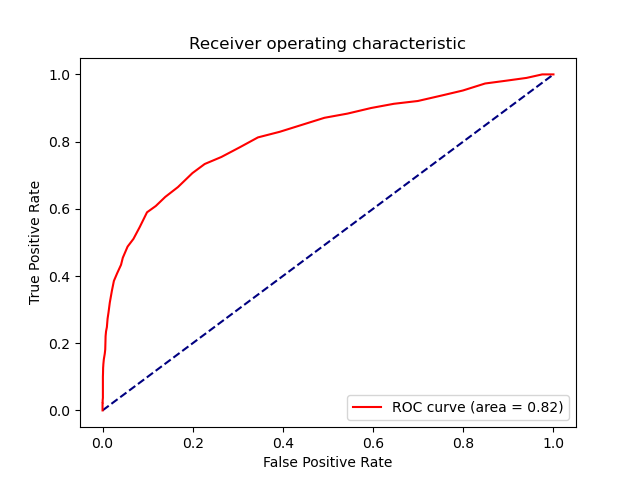 Receiver operating characteristic
True Positive Rate
1.0
0.8
0.6
0.4
0.2
0.0
ROC curve (area = 0.82)
0.0 0.2 0.4 0.6 0.8 1.0
False Positive Rate